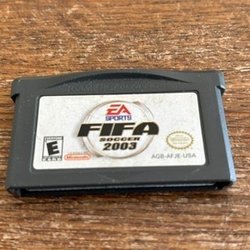 EA
SPORTS
FIFA
SOCCER
2003
E
AGB-AFJE-USA